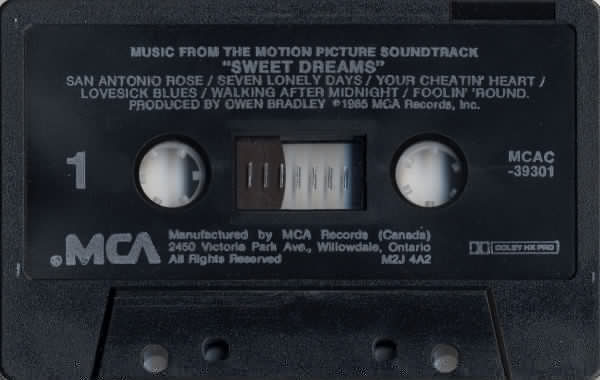 MUSIC FROM THE MOTION PICTURE SOUNDTRACK
"SWEET DREAMS"
SAN ANTONIO ROSE / SEVEN LONELY DAYS / YOUR CHEATIN' HEART /
LOVESICK BLUES / WALKING AFTER MIDNIGHT / FOOLIN' 'ROUND.
PRODUCED BY OWEN BRADLEY ℗1985 MCA Records, Inc.
1
MCAC
-39301
MCA
Manufactured by MCA Records (Canada)
2450 Victoria Park Ave., Willowdale, Ontario
All Rights Reserved M2J 4A2
DOLBY HX PRO